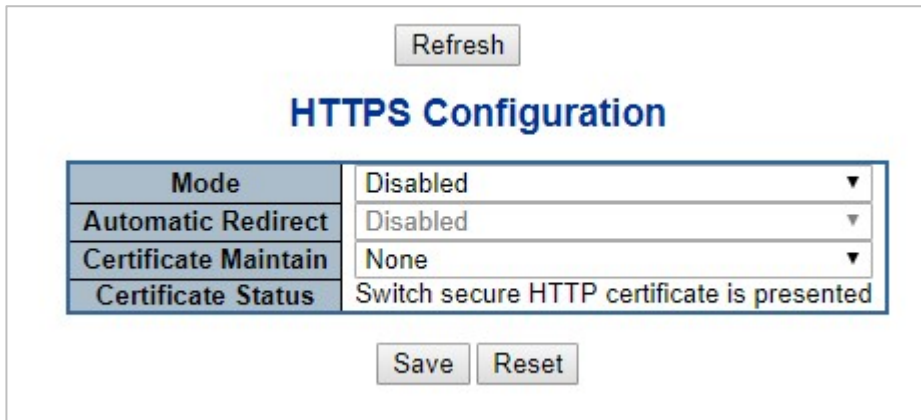 Refresh
HTTPS Configuration
Mode Disabled
Automatic Redirect Disabled
Certificate Maintain None
Certificate Status Switch secure HTTP certificate is presented
Save Reset